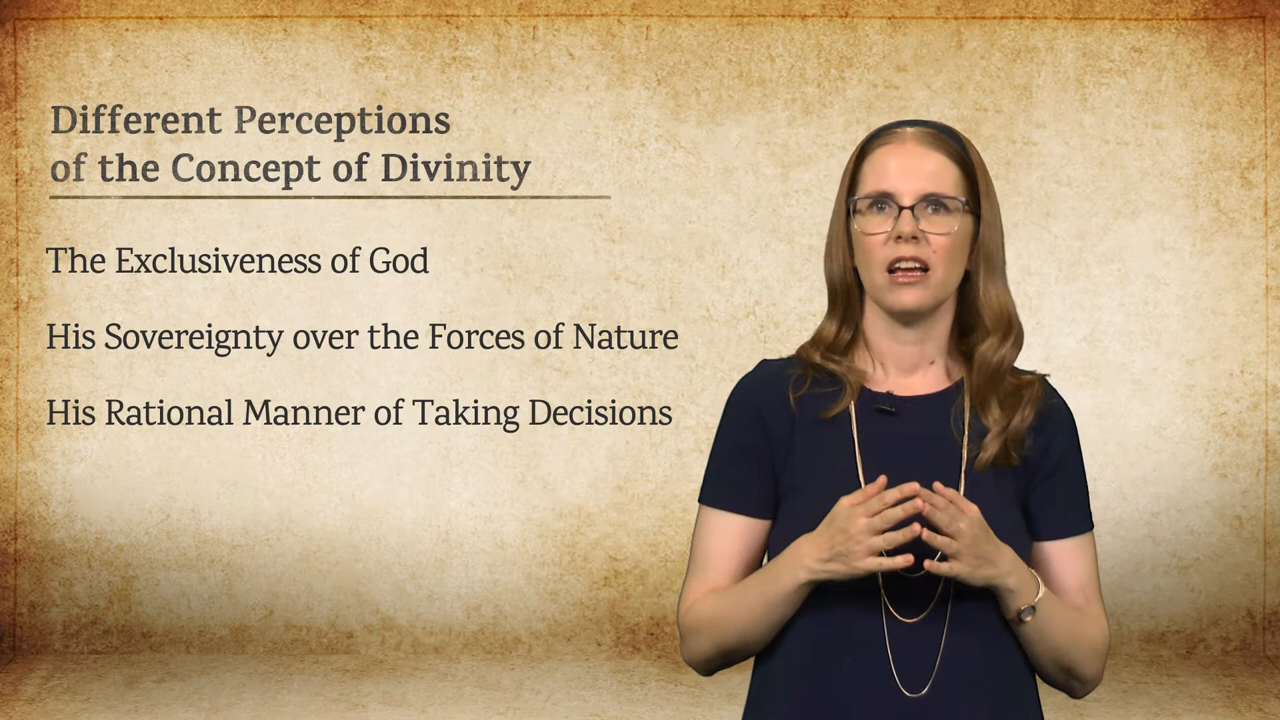 Different Perceptions
of the Concept of Divinity
The Exclusiveness of God
His Sovereignty over the Forces of Nature
His Rational Manner of Taking Decisions